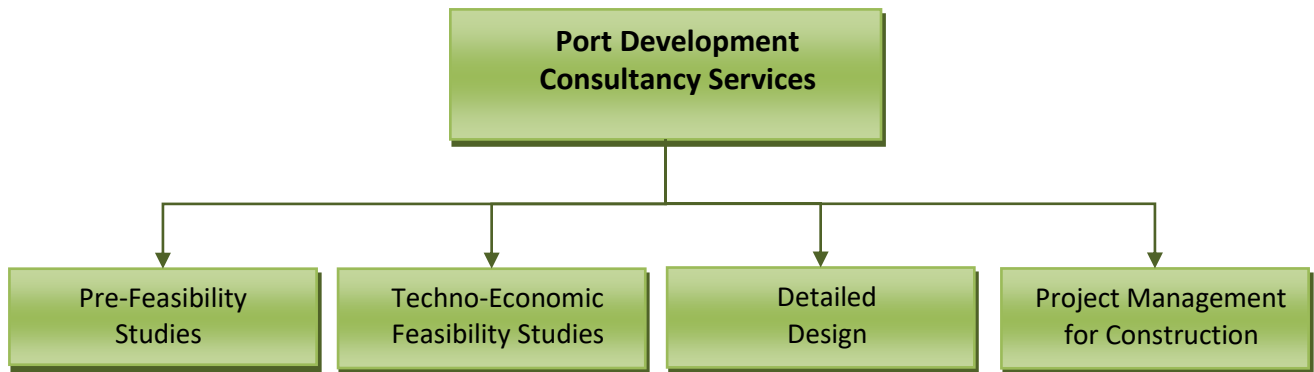 Port Development
Consultancy Services
Pre-Feasibility
Studies
Techno-Economic
Feasibility Studies
Detailed
Design
Project Management
for Construction